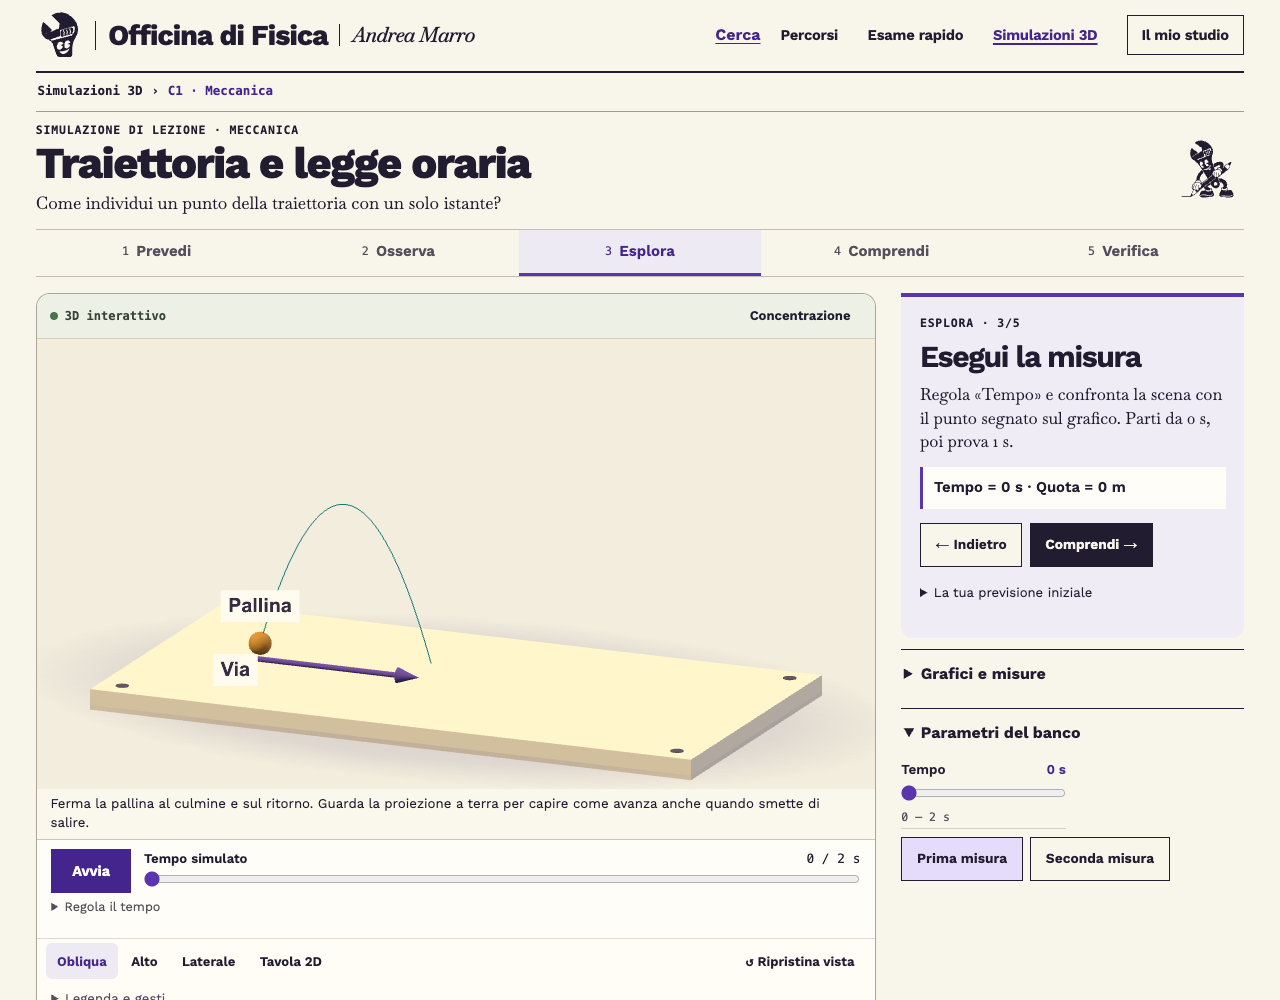 Officina di Fisica
Andrea Marro
Cerca
Percorsi
Esame rapido
Simulazioni 3D
Il mio studio
Simulazioni 3D › C1 · Meccanica
SIMULAZIONE DI LEZIONE · MECCANICA
Traiettoria e legge oraria
Come individui un punto della traiettoria con un solo istante?
1 Prevedi
2 Osserva
3 Esplora
4 Comprendi
5 Verifica
3D interattivo
Concentrazione
Pallina
Via
Ferma la pallina al culmine e sul ritorno. Guarda la proiezione a terra per capire come avanza anche quando smette di
salire.
Avvia
Tempo simulato
0 / 2 s
▶ Regola il tempo
Obliqua
Alto
Laterale
Tavola 2D
↺ Ripristina vista
▶ Legenda e gesti
ESPLORA · 3/5
Esegui la misura
Regola «Tempo» e confronta la scena con
il punto segnato sul grafico. Parti da 0 s,
poi prova 1 s.
Tempo = 0 s · Quota = 0 m
← Indietro
Comprendi →
▶ La tua previsione iniziale
▶ Grafici e misure
▼ Parametri del banco
Tempo
0 s
0 — 2 s
Prima misura
Seconda misura